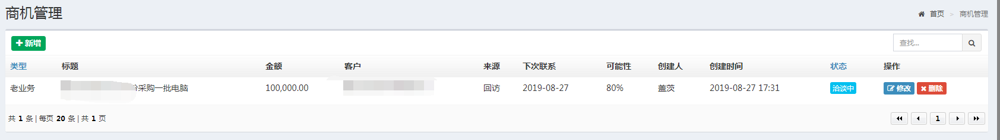 商机管理
首页 > 商机管理
新增
查找...
类型 标题 金额 客户 来源 下次联系 可能性 创建人 创建时间 状态 操作
老业务 采购一批电脑 100,000.00 回访 2019-08-27 80% 盖茨 2019-08-27 17:31 洽谈中 修改 删除
共 1 条 | 每页 20 条 | 共 1 页
1